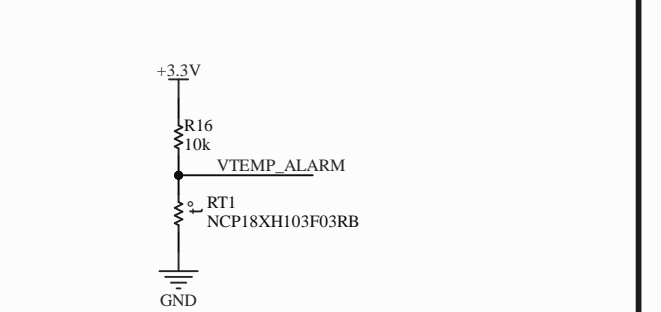 +3.3V
R16
10k
VTEMP_ALARM
t°
RT1
NCP18XH103F03RB
GND